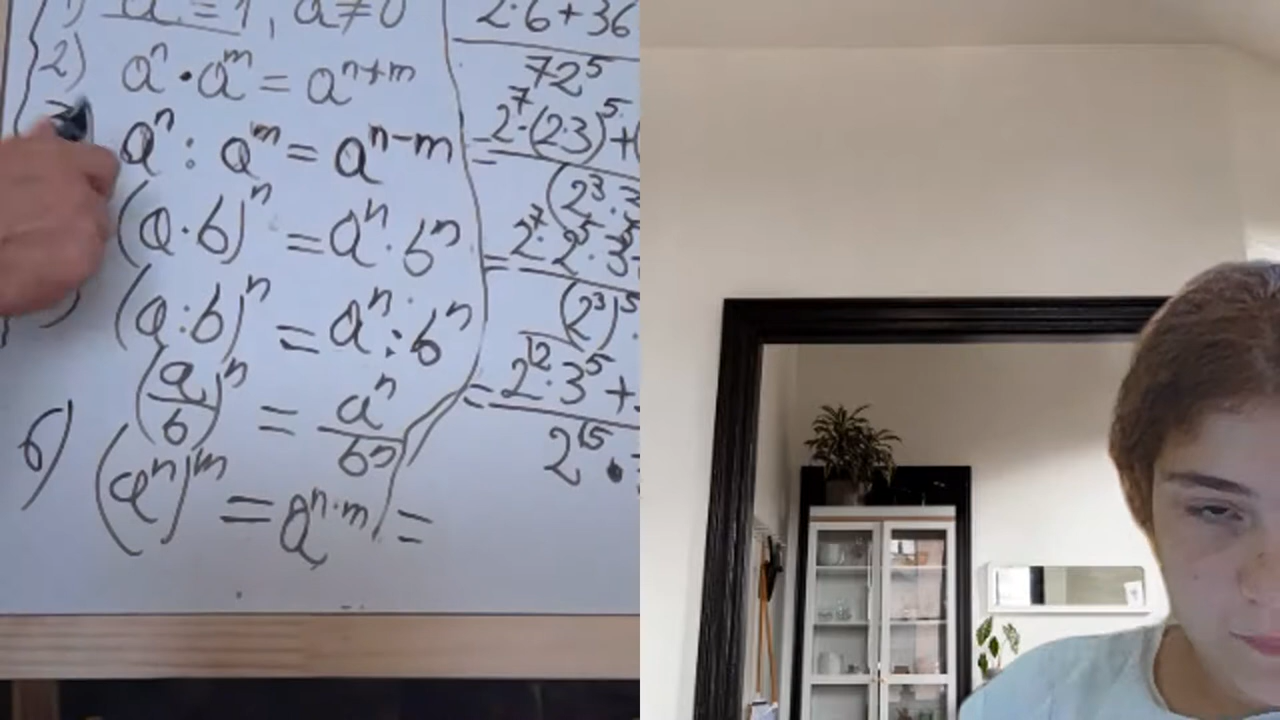 1) a = 1, a ≠ 0
2) aⁿ · aᵐ = aⁿ⁺ᵐ
aⁿ : aᵐ = aⁿ⁻ᵐ
(a · b)ⁿ = aⁿ · bⁿ
) (a : b)ⁿ = aⁿ : bⁿ
(a/b)ⁿ = aⁿ/bⁿ
6) (aⁿ)ᵐ = aⁿ·ᵐ =
2·6 + 36
72⁵
= 2⁷·(2·3)⁵ + (
(2³·
= 2⁷·2⁵·3⁵
(2³)⁵·
= 2¹²·3⁵ +
2¹⁵ ·